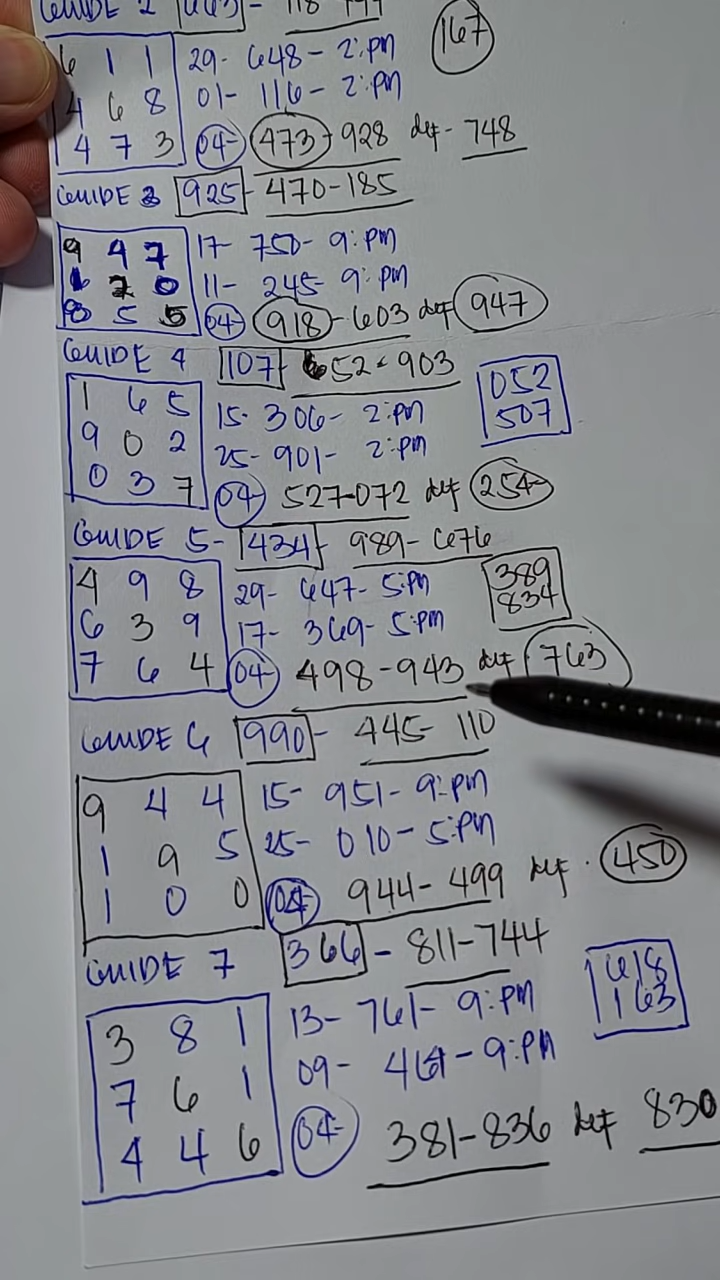 GUIDE 2 663 - 118 -
6 1 1 29- 648- 2:PM 167
4 6 8 01- 116- 2:PM
4 7 3 04- 473-928 def- 748
GUIDE 3 925- 470-185
9 4 7 17- 750- 9:PM
2 0 11- 245- 9:PM
8 5 5 04- 918-603 def 947
GUIDE 4 107- 652-903 052
1 6 5 15- 306- 2:PM 507
9 0 2 25- 901- 2:PM
0 3 7 04- 527-072 def 254-
GUIDE 5- 434- 989-676
4 9 8 29- 647- 5:PM 389
6 3 9 17- 369- 5:PM 834
7 6 4 04- 498-943 def - 763
GUIDE 6 990- 445- 110
9 4 4 15- 951- 9:PM
1 9 5 25- 010- 5:PM
1 0 0 04- 944-499 def - 450
GUIDE 7 366 - 811-744
3 8 1 13- 761- 9:PM 618
7 6 1 09- 461- 9:PM 163
4 4 6 04- 381-836 def 830